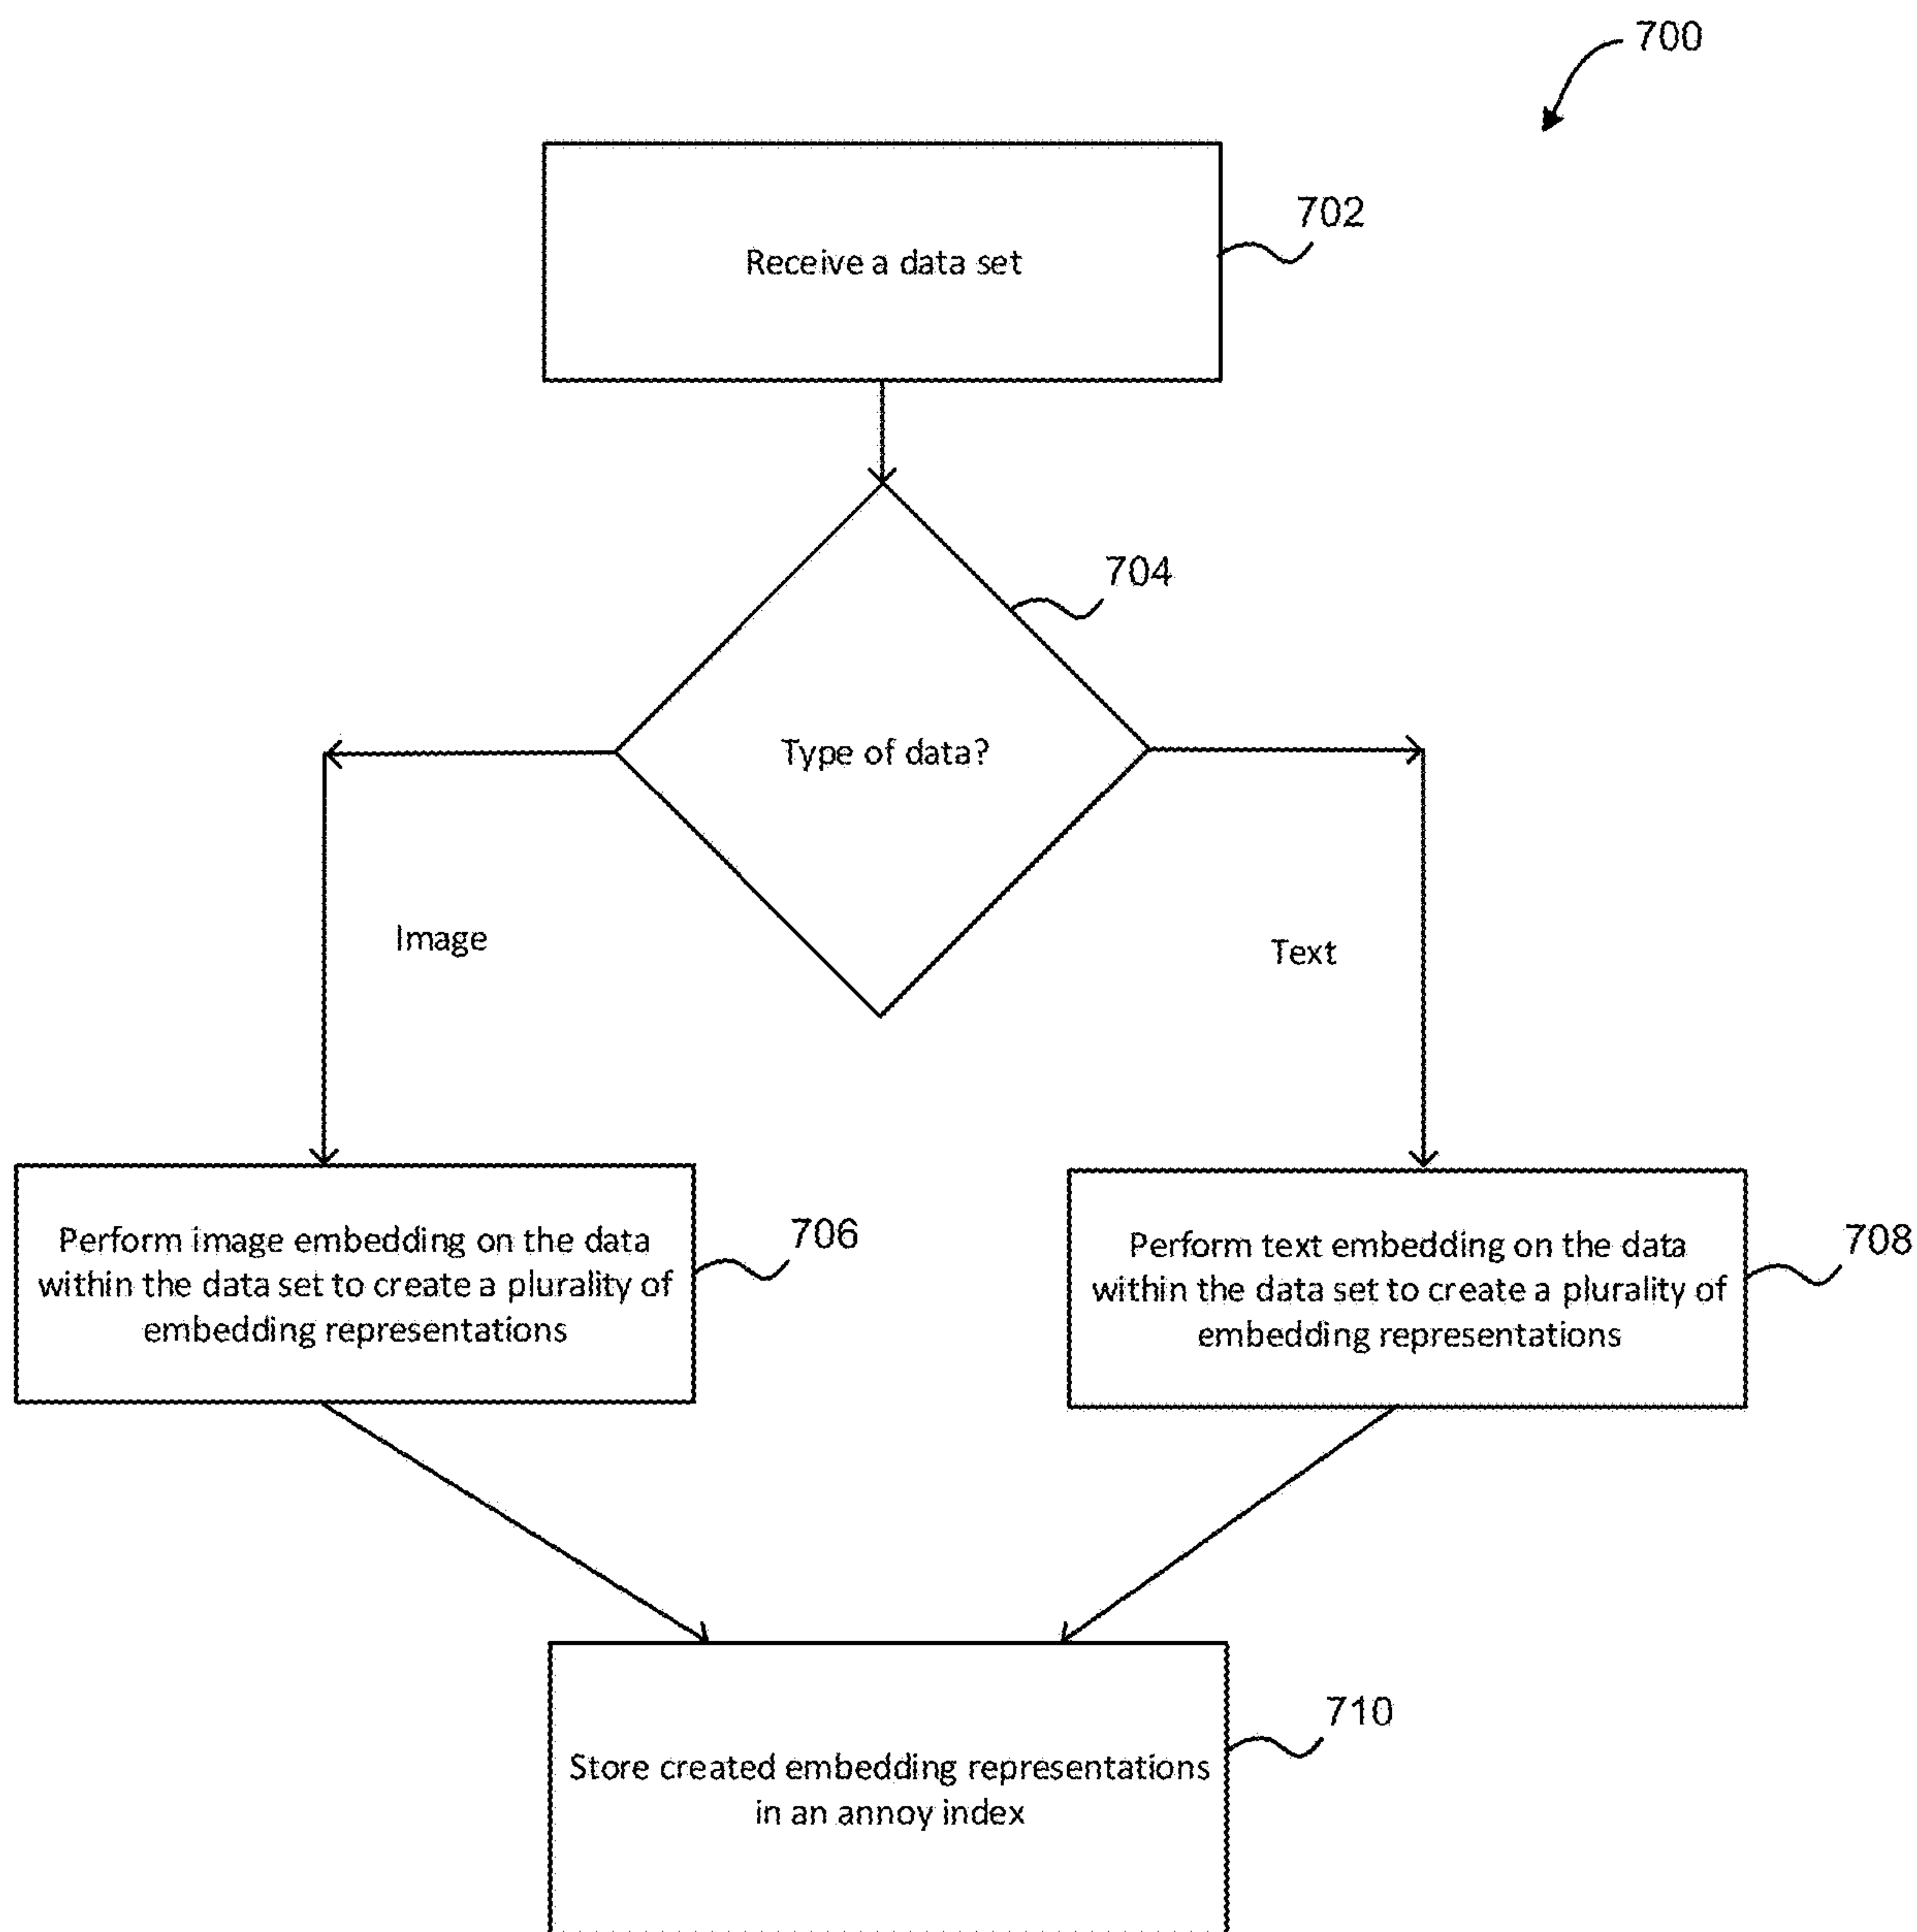 700
Receive a data set
702
704
Type of data?
Image
Text
Perform image embedding on the data
within the data set to create a plurality of
embedding representations
706
Perform text embedding on the data
within the data set to create a plurality of
embedding representations
708
710
Store created embedding representations
in an annoy index